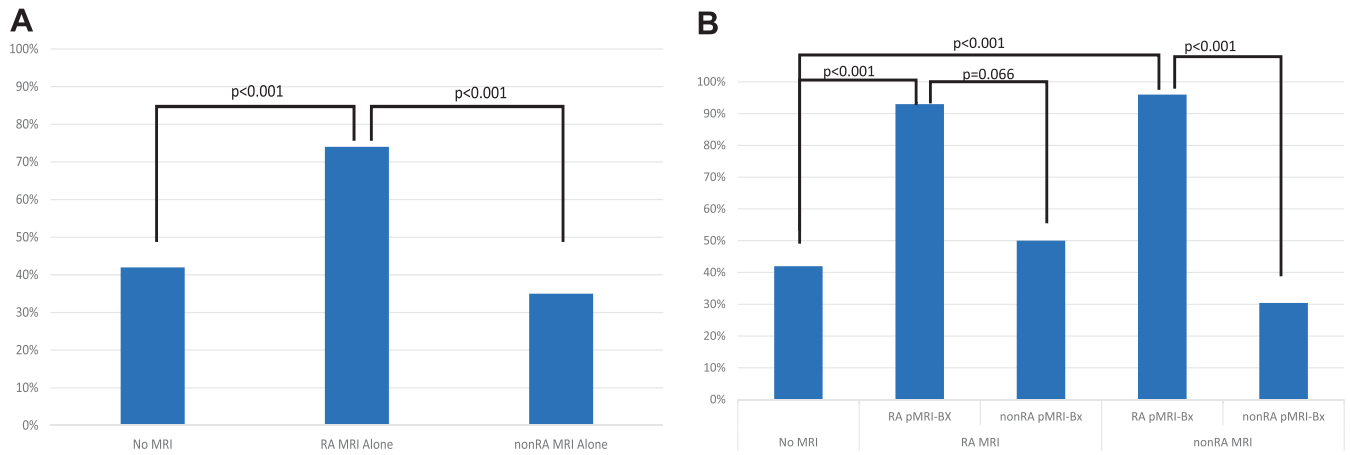 A
100%
90%
80%
70%
60%
50%
40%
30%
20%
10%
0%
p<0.001
p<0.001
No MRI
RA MRI Alone
nonRA MRI Alone
B
p<0.001
p<0.001
p<0.001
p=0.066
100%
90%
80%
70%
60%
50%
40%
30%
20%
10%
0%
RA pMRI-BX
nonRA pMRI-Bx
RA pMRI-Bx
nonRA pMRI-Bx
No MRI
RA MRI
nonRA MRI